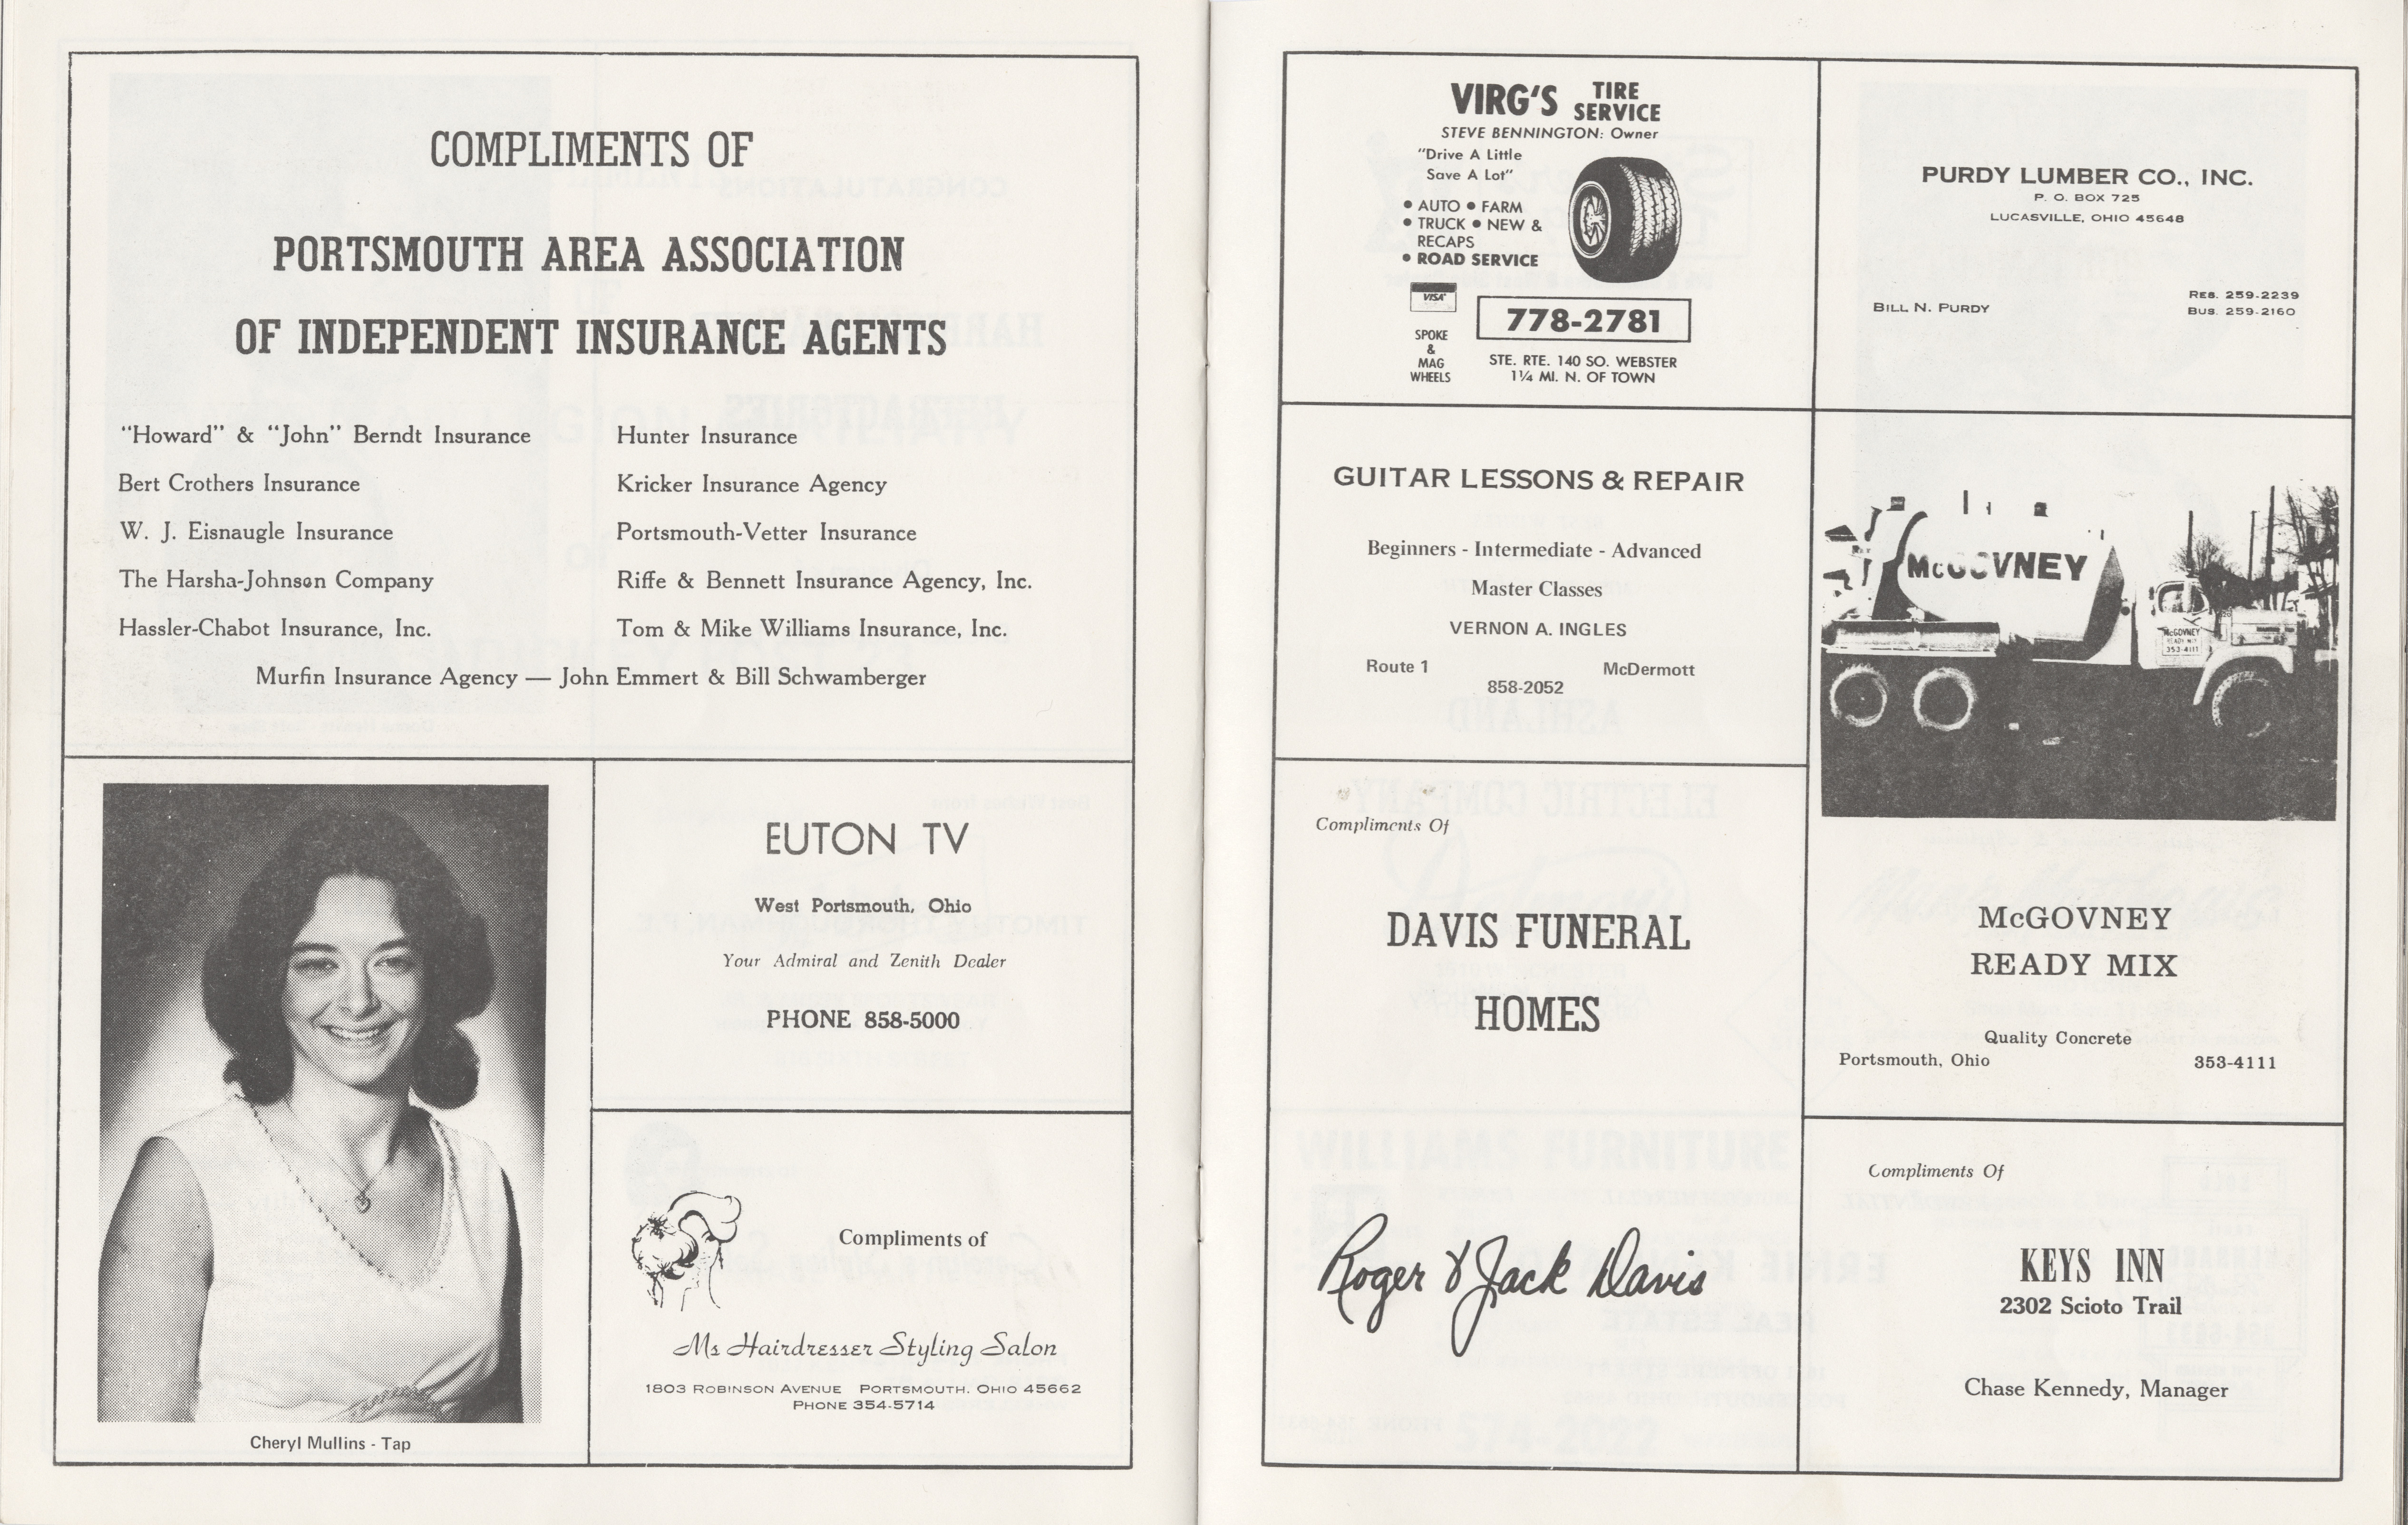 COMPLIMENTS OF
PORTSMOUTH AREA ASSOCIATION
OF INDEPENDENT INSURANCE AGENTS
"Howard" & "John" Berndt Insurance
Bert Crothers Insurance
W. J. Eisnaugle Insurance
The Harsha-Johnson Company
Hassler-Chabot Insurance, Inc.
Hunter Insurance
Kricker Insurance Agency
Portsmouth-Vetter Insurance
Riffe & Bennett Insurance Agency, Inc.
Tom & Mike Williams Insurance, Inc.
Murfin Insurance Agency — John Emmert & Bill Schwamberger
Cheryl Mullins - Tap
EUTON TV
West Portsmouth, Ohio
Your Admiral and Zenith Dealer
PHONE 858-5000
Compliments of
Ms Hairdresser Styling Salon
1803 ROBINSON AVENUE PORTSMOUTH, OHIO 45662
PHONE 354-5714
VIRG'S TIRE SERVICE
STEVE BENNINGTON: Owner
"Drive A Little
Save A Lot"
• AUTO • FARM
• TRUCK • NEW &
RECAPS
• ROAD SERVICE
VISA
SPOKE
&
MAG
WHEELS
778-2781
STE. RTE. 140 SO. WEBSTER
1¼ MI. N. OF TOWN
PURDY LUMBER CO., INC.
P. O. BOX 725
LUCASVILLE, OHIO 45648
BILL N. PURDY
RES. 259-2239
BUS. 259-2160
GUITAR LESSONS & REPAIR
Beginners - Intermediate - Advanced
Master Classes
VERNON A. INGLES
Route 1 McDermott
858-2052
McGOVNEY
McGOVNEY
READY MIX
353-4111
McGOVNEY
READY MIX
Quality Concrete
Portsmouth, Ohio 353-4111
Compliments Of
DAVIS FUNERAL
HOMES
Roger & Jack Davis
Compliments Of
KEYS INN
2302 Scioto Trail
Chase Kennedy, Manager